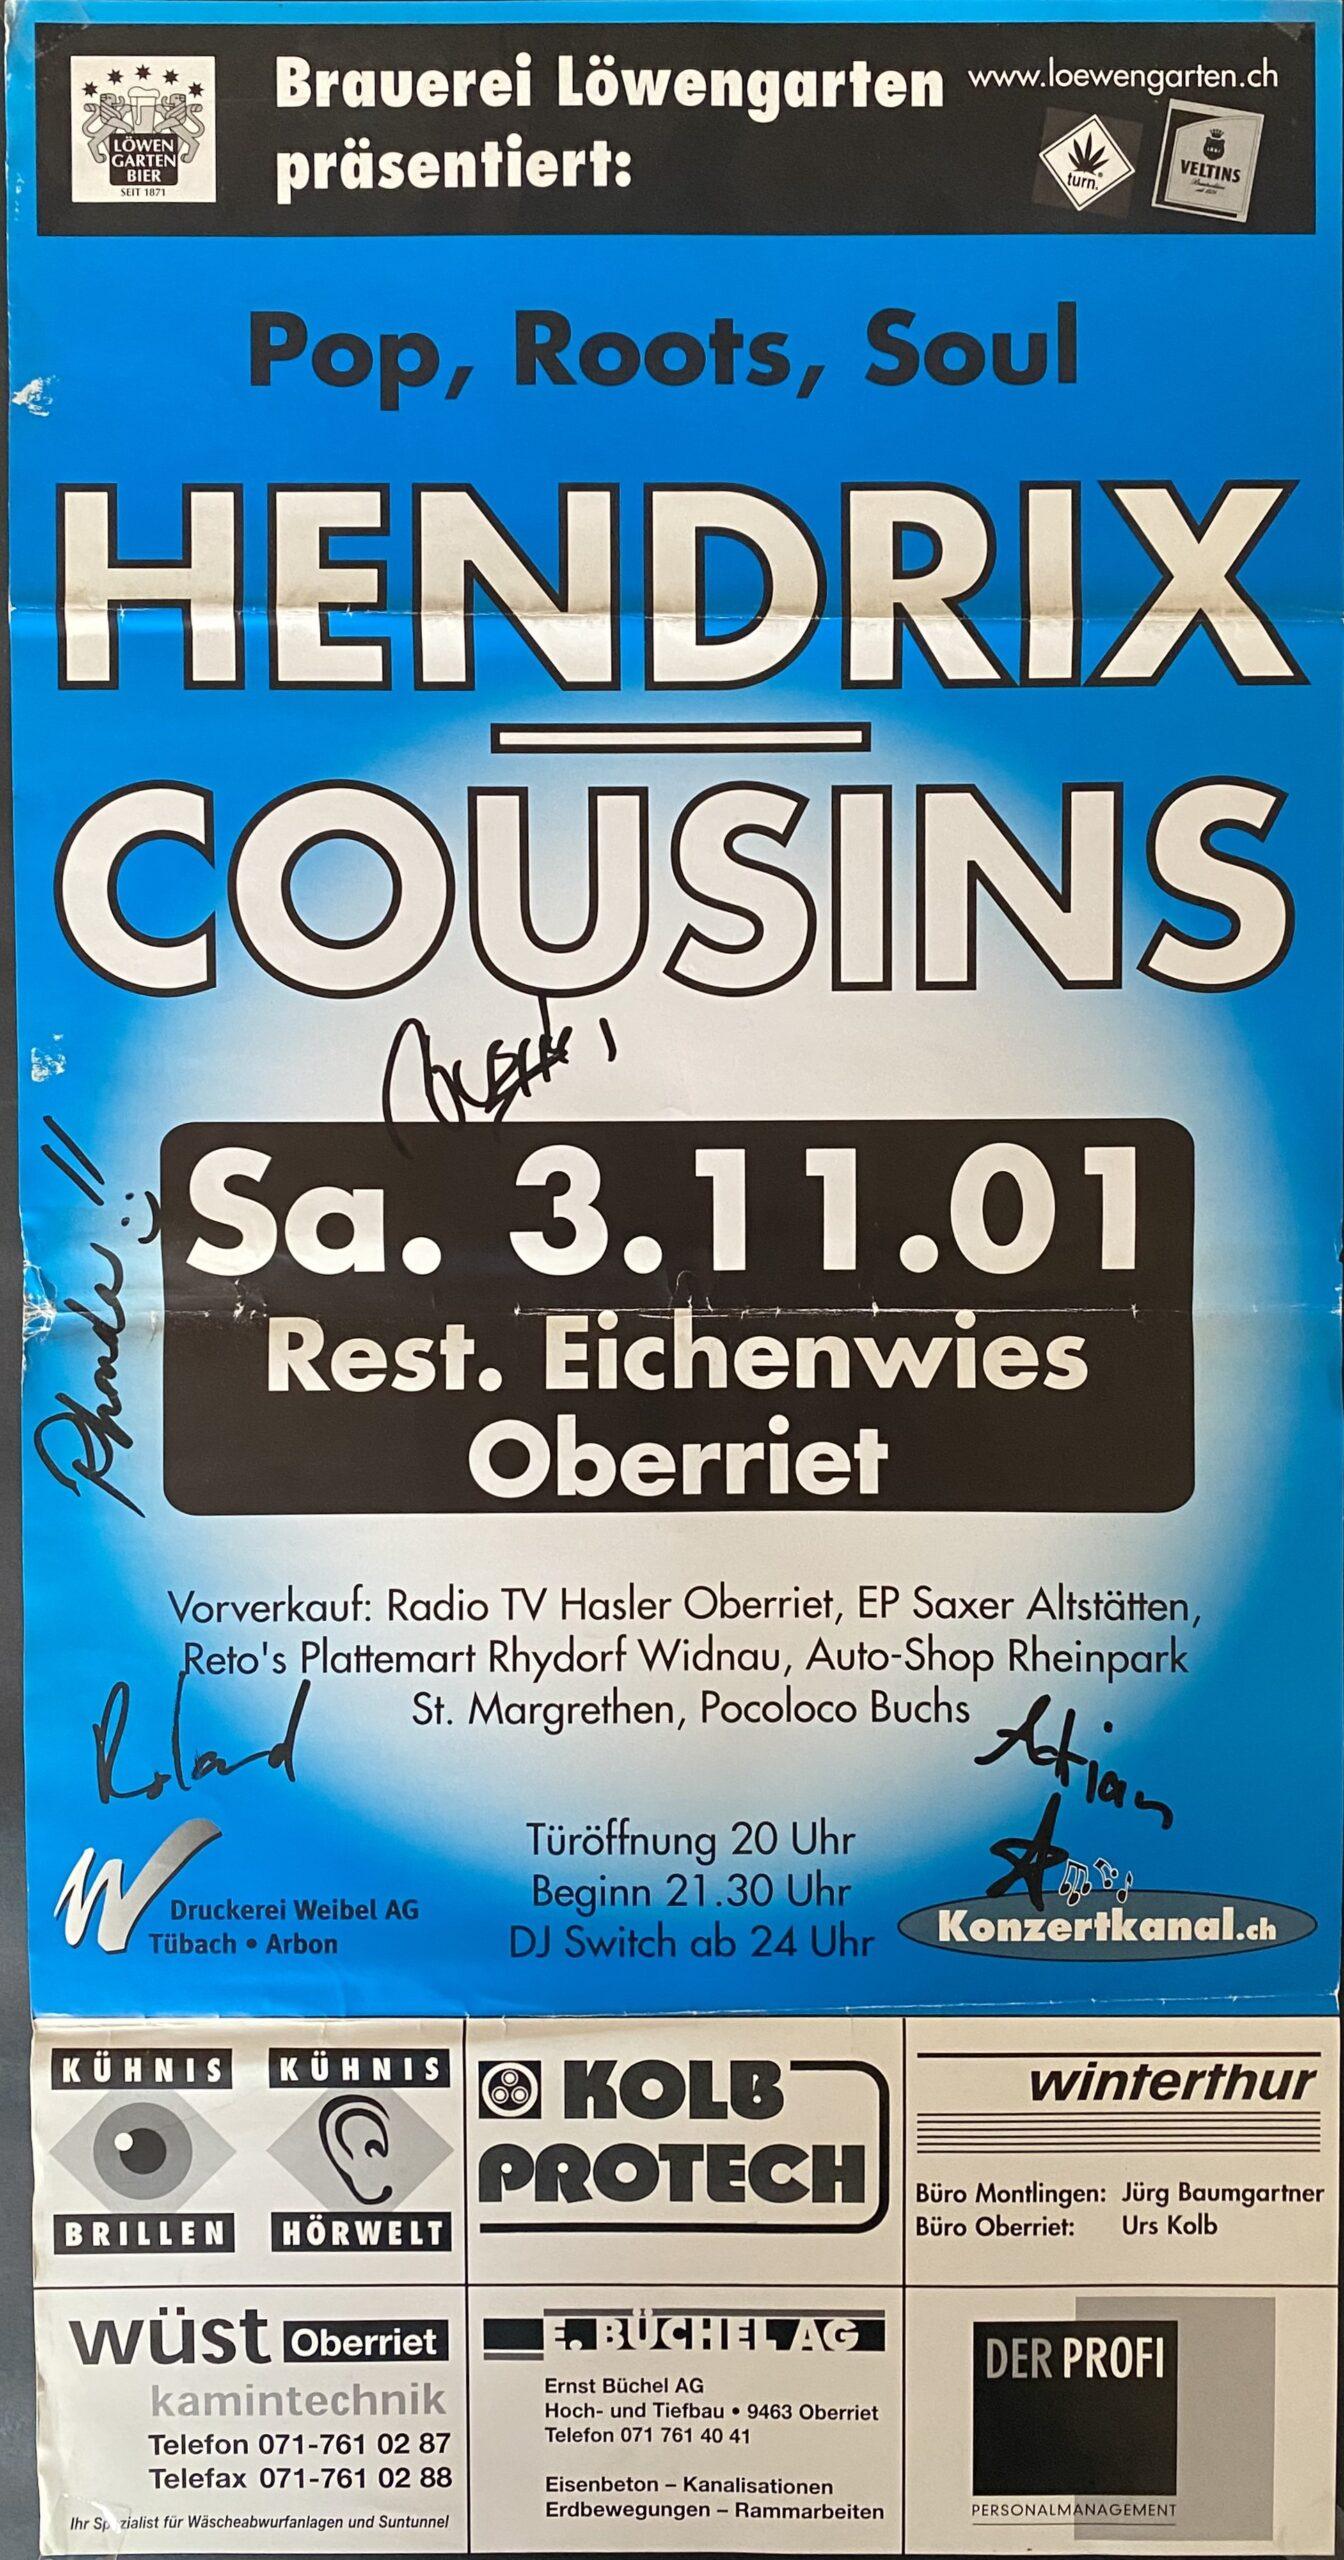 Brauerei Löwengarten
präsentiert:
www.loewengarten.ch
LÖWEN
GARTEN
BIER
SEIT 1871
turn.
VELTINS
Pop, Roots, Soul
HENDRIX
COUSINS
Sa. 3.11.01
Rest. Eichenwies
Oberriet
Vorverkauf: Radio TV Hasler Oberriet, EP Saxer Altstätten,
Reto's Plattemart Rhydorf Widnau, Auto-Shop Rheinpark
St. Margrethen, Pocoloco Buchs
Roland
Adrian
Türöffnung 20 Uhr
Beginn 21.30 Uhr
DJ Switch ab 24 Uhr
Druckerei Weibel AG
Tübach • Arbon
Konzertkanal.ch
KÜHNIS
BRILLEN
KÜHNIS
HÖRWELT
KOLB
PROTECH
winterthur
Büro Montlingen: Jürg Baumgartner
Büro Oberriet: Urs Kolb
wüst Oberriet
kamintechnik
Telefon 071-761 02 87
Telefax 071-761 02 88
Ihr Spezialist für Wäscheabwurfanlagen und Suntunnel
E. BÜCHEL AG
Ernst Büchel AG
Hoch- und Tiefbau • 9463 Oberriet
Telefon 071 761 40 41
Eisenbeton – Kanalisationen
Erdbewegungen – Rammarbeiten
DER PROFI
PERSONALMANAGEMENT